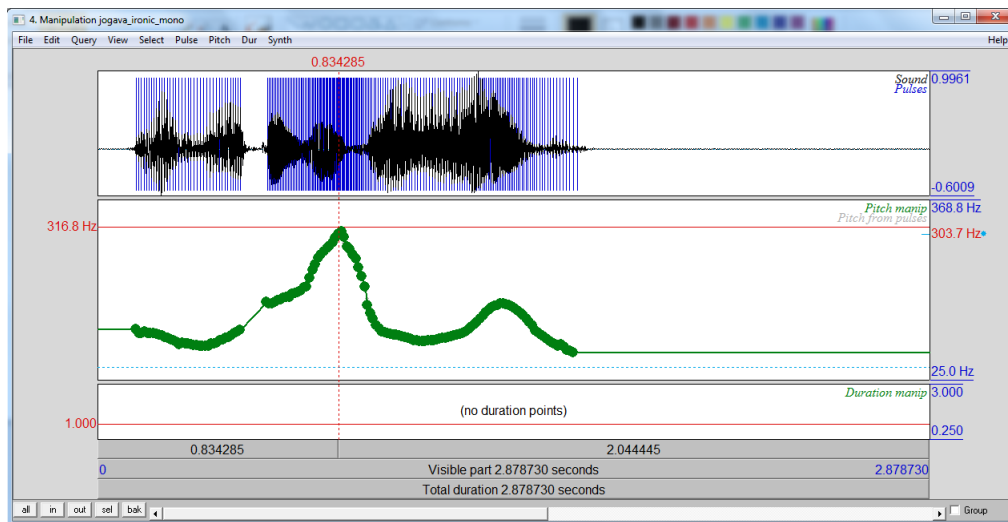 4. Manipulation jogava_ironic_mono
File Edit Query View Select Pulse Pitch Dur Synth Help
0.834285
Sound 0.9961
Pulses
-0.6009
Pitch manip 368.8 Hz
Pitch from pulses
316.8 Hz 303.7 Hz
25.0 Hz
Duration manip 3.000
(no duration points)
1.000
0.250
0.834285 2.044445
0 Visible part 2.878730 seconds 2.878730
Total duration 2.878730 seconds
all in out sel bak Group